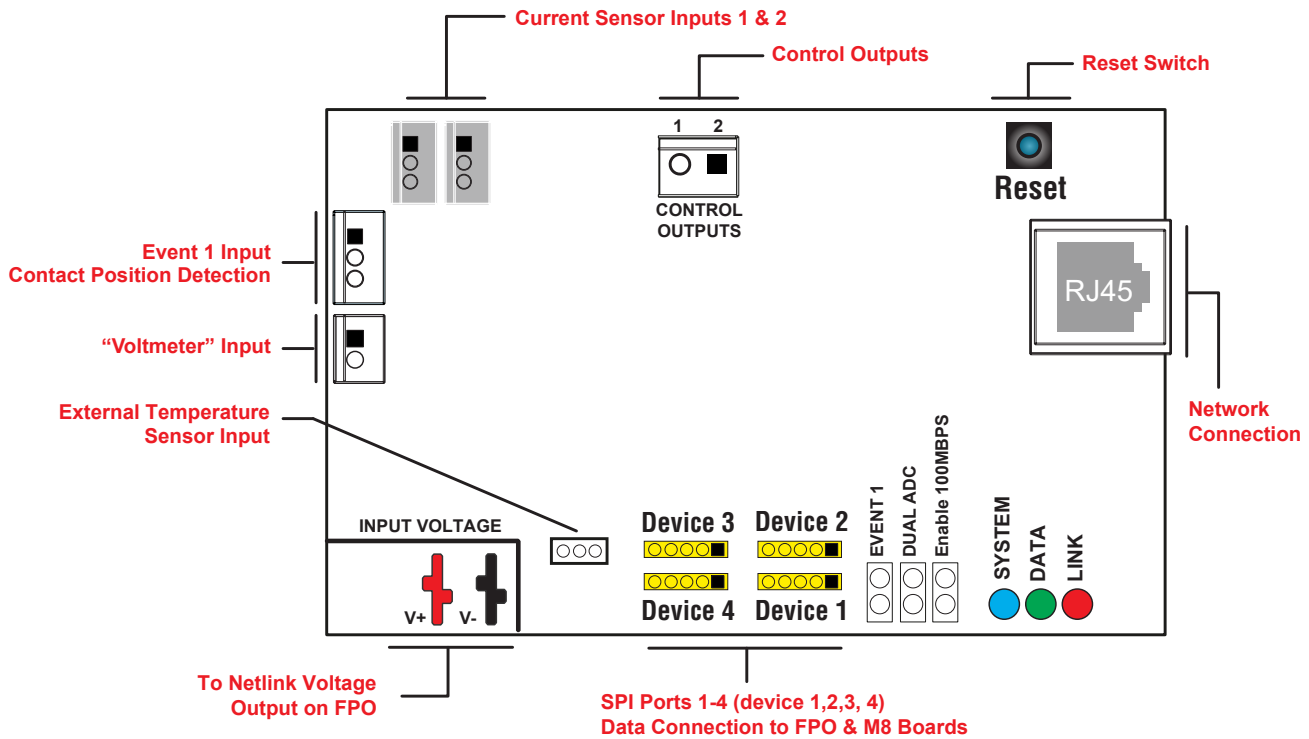 Current Sensor Inputs 1 & 2
Control Outputs
Reset Switch
1 2
CONTROL
OUTPUTS
Reset
Event 1 Input
Contact Position Detection
RJ45
“Voltmeter” Input
External Temperature
Sensor Input
Network
Connection
INPUT VOLTAGE
V+ V-
Device 3 Device 2
Device 4 Device 1
EVENT 1
DUAL ADC
Enable 100MBPS
SYSTEM
DATA
LINK
To Netlink Voltage
Output on FPO
SPI Ports 1-4 (device 1,2,3, 4)
Data Connection to FPO & M8 Boards